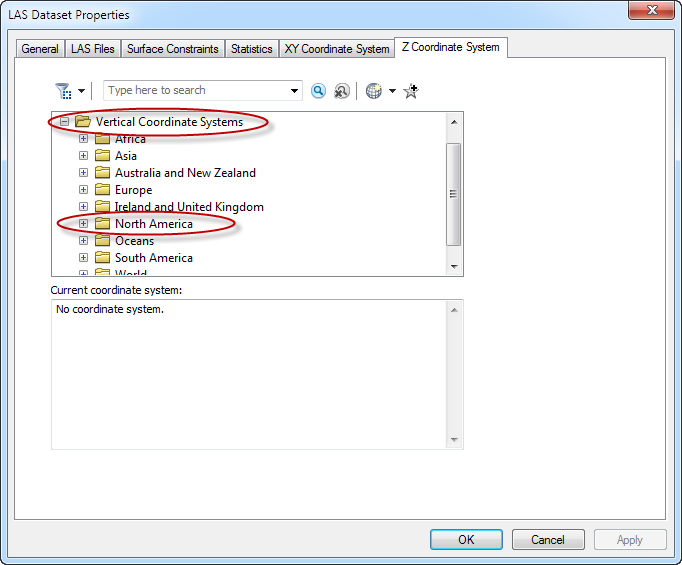 LAS Dataset Properties
General
LAS Files
Surface Constraints
Statistics
XY Coordinate System
Z Coordinate System
Type here to search
Vertical Coordinate Systems
Africa
Asia
Australia and New Zealand
Europe
Ireland and United Kingdom
North America
Oceans
South America
World
Current coordinate system:
No coordinate system.
OK
Cancel
Apply